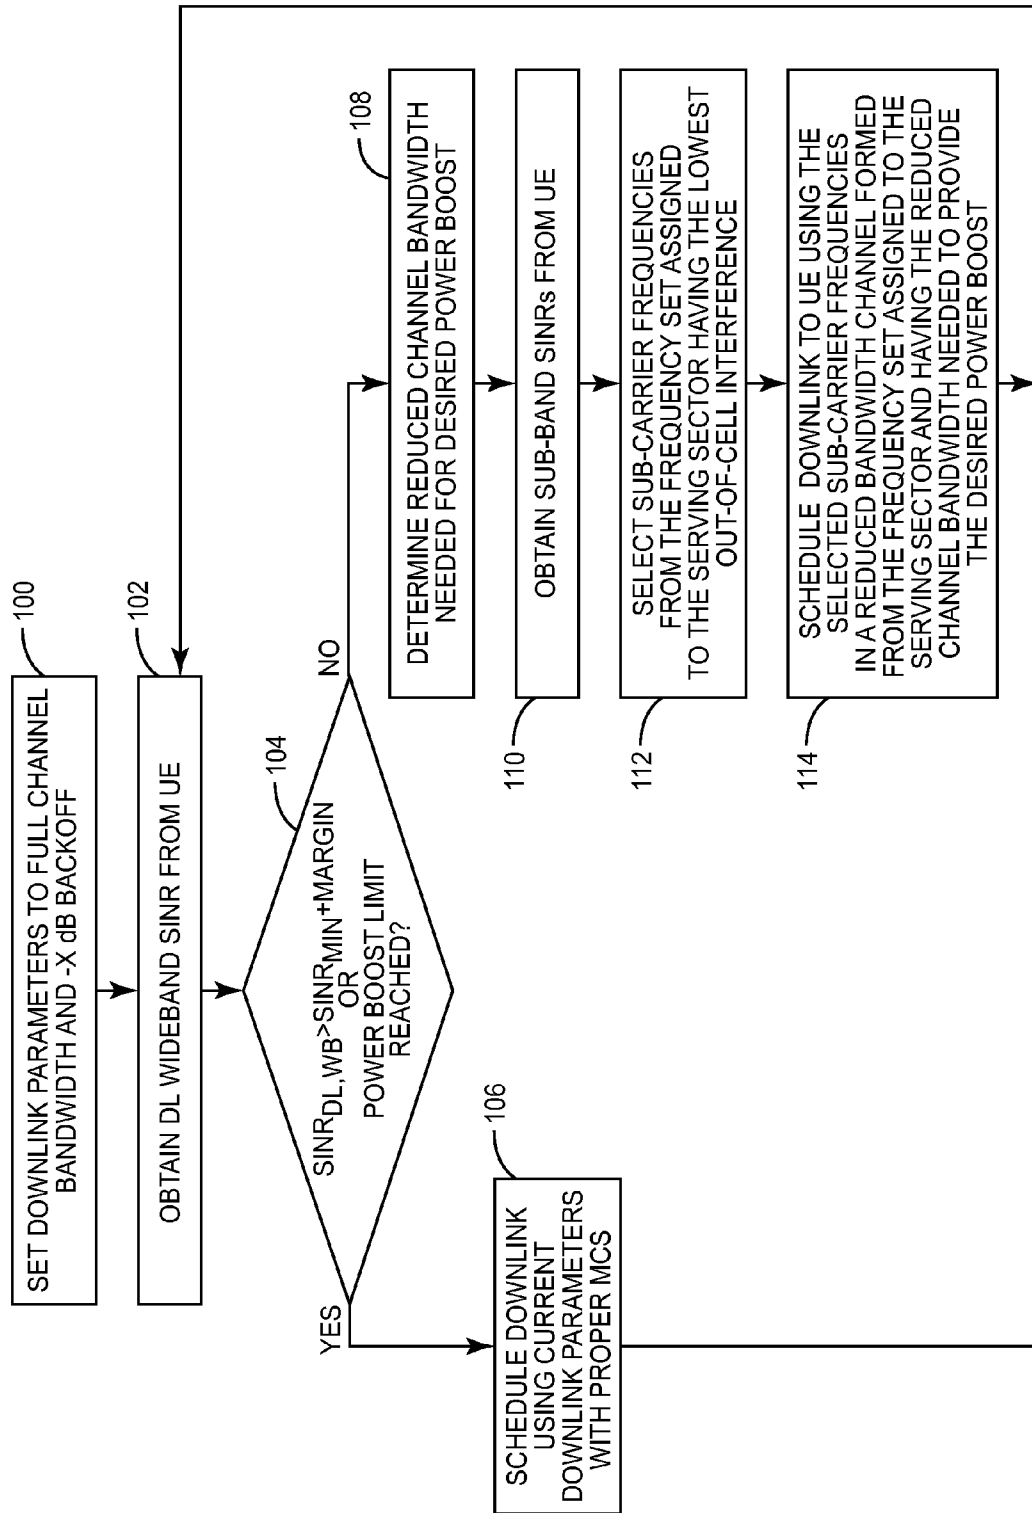 100
SET DOWNLINK PARAMETERS TO FULL CHANNEL
BANDWIDTH AND -X dB BACKOFF
102
OBTAIN DL WIDEBAND SINR FROM UE
104
SINRDL,WB>SINRMIN+MARGIN
OR
POWER BOOST LIMIT
REACHED?
YES
NO
106
SCHEDULE DOWNLINK
USING CURRENT
DOWNLINK PARAMETERS
WITH PROPER MCS
108
DETERMINE REDUCED CHANNEL BANDWIDTH
NEEDED FOR DESIRED POWER BOOST
110
OBTAIN SUB-BAND SINRs FROM UE
112
SELECT SUB-CARRIER FREQUENCIES
FROM THE FREQUENCY SET ASSIGNED
TO THE SERVING SECTOR HAVING THE LOWEST
OUT-OF-CELL INTERFERENCE
114
SCHEDULE DOWNLINK TO UE USING THE
SELECTED SUB-CARRIER FREQUENCIES
IN A REDUCED BANDWIDTH CHANNEL FORMED
FROM THE FREQUENCY SET ASSIGNED TO THE
SERVING SECTOR AND HAVING THE REDUCED
CHANNEL BANDWIDTH NEEDED TO PROVIDE
THE DESIRED POWER BOOST